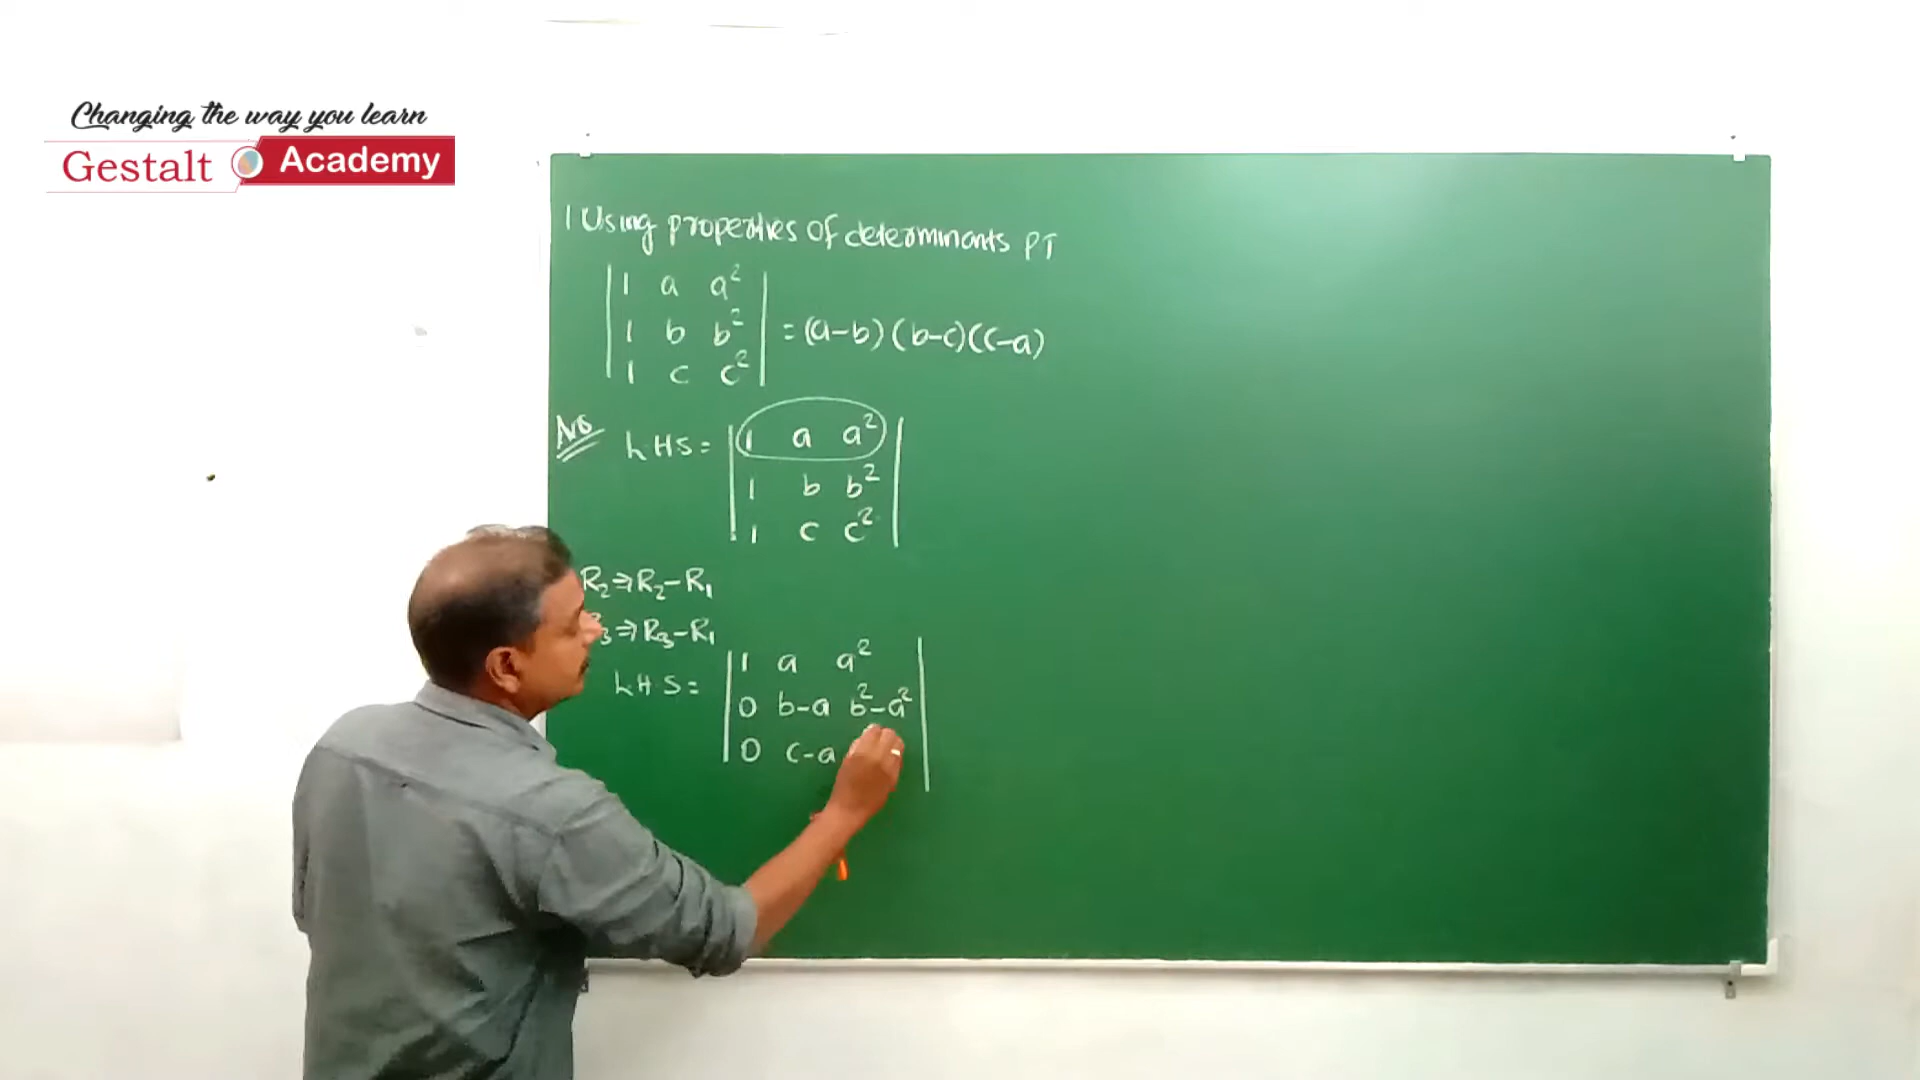 Changing the way you learn
Gestalt Academy
1 Using properties of determinants PT
| 1 a a² |
| 1 b b² | = (a-b) (b-c) (c-a)
| 1 c c² |
Ans
LHS = | 1 a a² |
| 1 b b² |
| 1 c c² |
R₂ ⇒ R₂ - R₁
₃ ⇒ R₃ - R₁
LHS = | 1 a a² |
| 0 b-a b²-a² |
| 0 c-a |